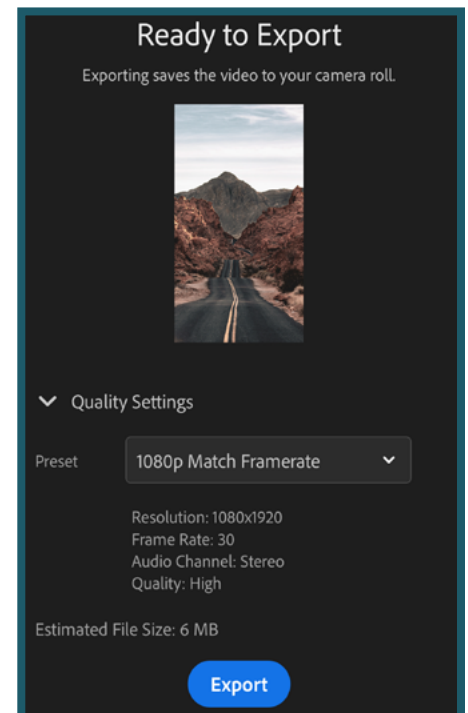 Ready to Export
Exporting saves the video to your camera roll.
Quality Settings
Preset
1080p Match Framerate
Resolution: 1080x1920
Frame Rate: 30
Audio Channel: Stereo
Quality: High
Estimated File Size: 6 MB
Export